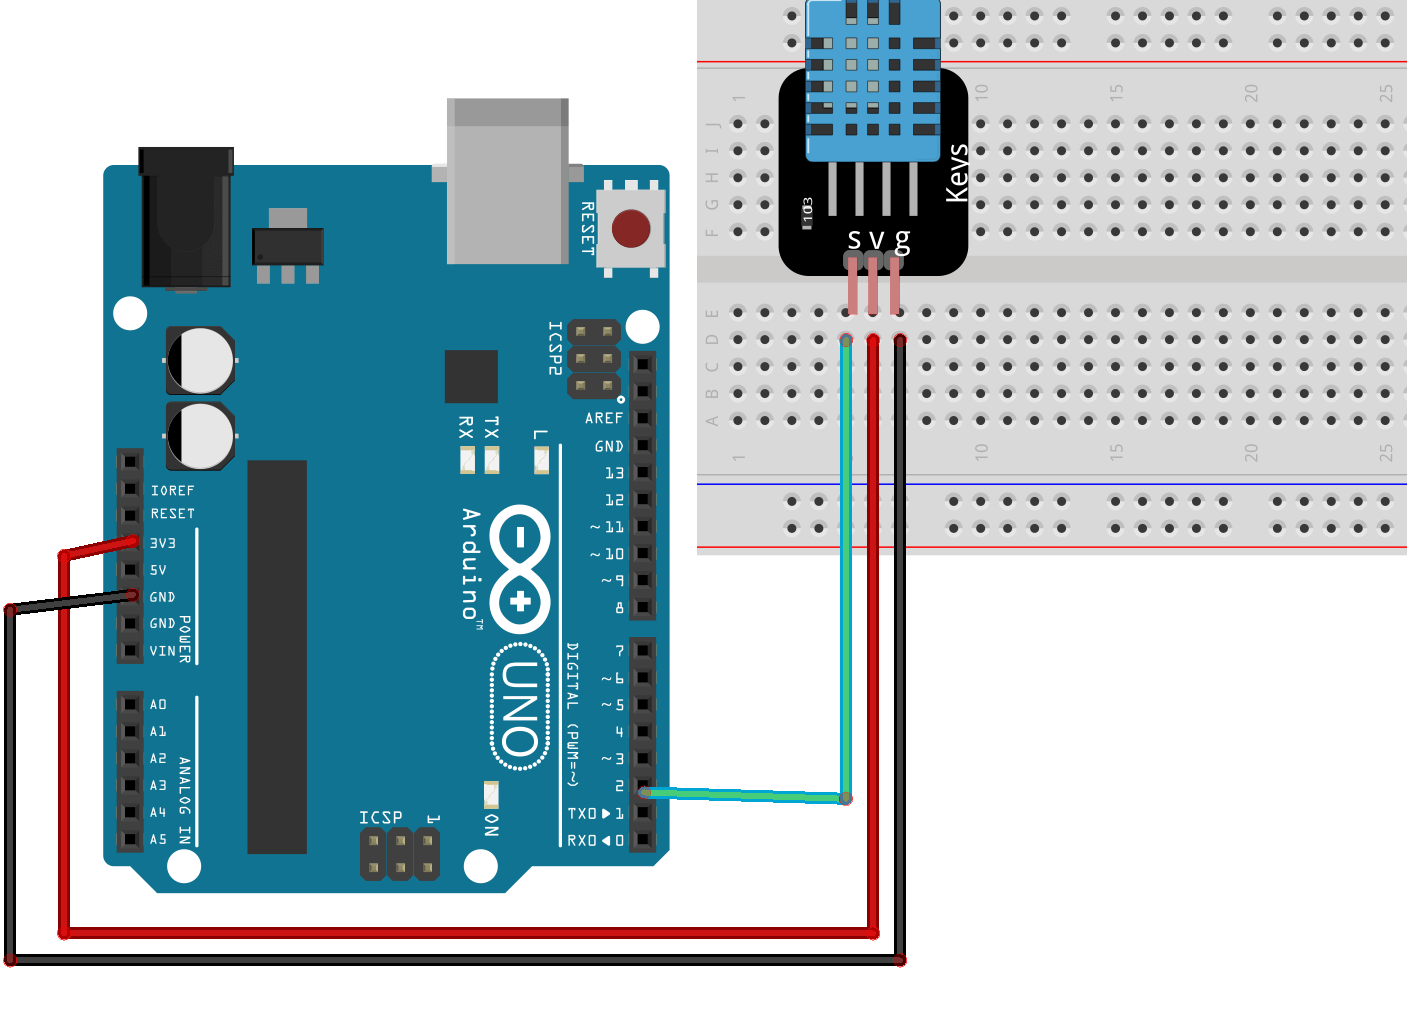 RESET
ICSP2
AREF
GND
13
12
~11
~10
~9
8
7
~6
~5
4
~3
2
TX0 ▶ 1
RX0 ◀ 0
DIGITAL (PWM=~)
RX
TX
L
Arduino™
UNO
ON
ICSP
1
IOREF
RESET
3V3
5V
GND
GND
VIN
POWER
A0
A1
A2
A3
A4
A5
ANALOG IN
Keys
103
s v g
1 10 15 20 25
J
I
H
G
F
E
D
C
B
A
1 10 15 20 25